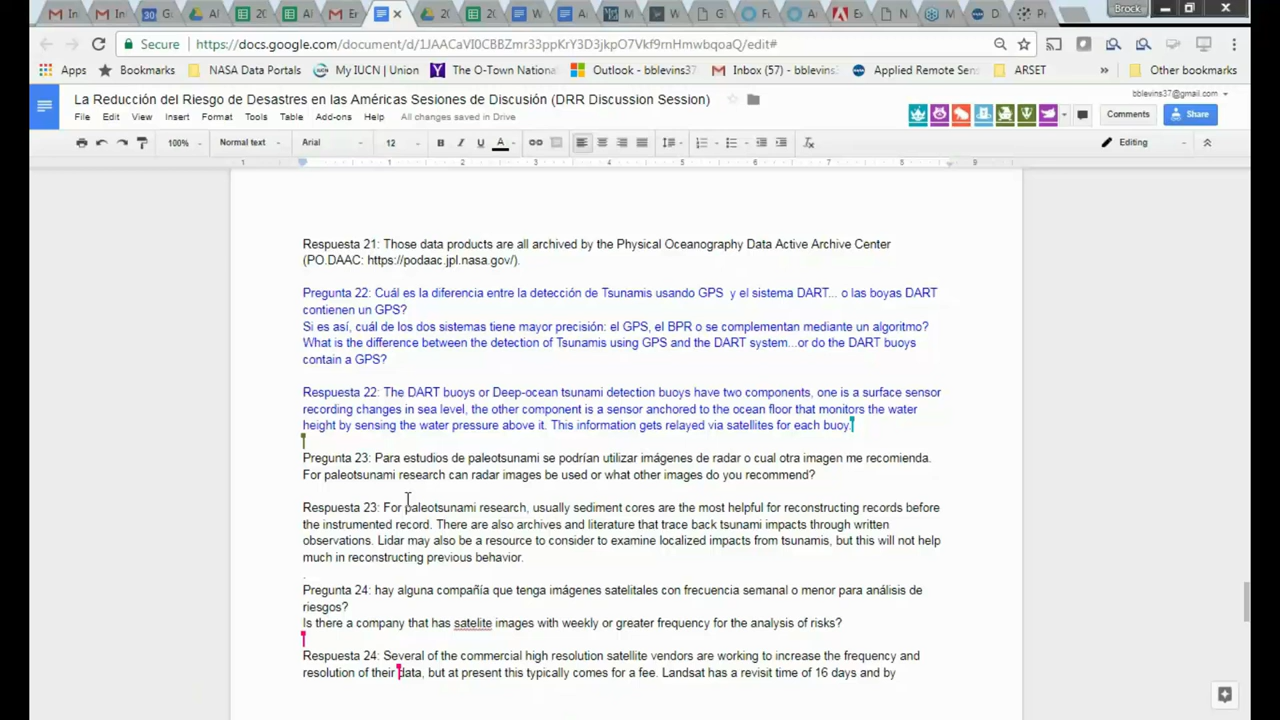 Brock
Secure https://docs.google.com/document/d/1JAACaVI0CBBZmr33ppKrY3D3jkpO7Vkf9rnHmwbqoaQ/edit#
Apps Bookmarks NASA Data Portals My IUCN | Union The O-Town National Outlook - bblevins37 Inbox (57) - bblevins Applied Remote Sens ARSET » Other bookmarks
bblevins37@gmail.com
La Reducción del Riesgo de Desastres en las Américas Sesiones de Discusión (DRR Discussion Session)
File Edit View Insert Format Tools Table Add-ons Help All changes saved in Drive
Comments Share
100% Normal text Arial 12 B I U A Editing
1 1 2 3 4 5 6 7 8 9
Respuesta 21: Those data products are all archived by the Physical Oceanography Data Active Archive Center
(PO.DAAC: https://podaac.jpl.nasa.gov/).
Pregunta 22: Cuál es la diferencia entre la detección de Tsunamis usando GPS y el sistema DART... o las boyas DART
contienen un GPS?
Si es así, cuál de los dos sistemas tiene mayor precisión: el GPS, el BPR o se complementan mediante un algoritmo?
What is the difference between the detection of Tsunamis using GPS and the DART system...or do the DART buoys
contain a GPS?
Respuesta 22: The DART buoys or Deep-ocean tsunami detection buoys have two components, one is a surface sensor
recording changes in sea level, the other component is a sensor anchored to the ocean floor that monitors the water
height by sensing the water pressure above it. This information gets relayed via satellites for each buoy.
Pregunta 23: Para estudios de paleotsunami se podrían utilizar imágenes de radar o cual otra imagen me recomienda.
For paleotsunami research can radar images be used or what other images do you recommend?
Respuesta 23: For paleotsunami research, usually sediment cores are the most helpful for reconstructing records before
the instrumented record. There are also archives and literature that trace back tsunami impacts through written
observations. Lidar may also be a resource to consider to examine localized impacts from tsunamis, but this will not help
much in reconstructing previous behavior.
.
Pregunta 24: hay alguna compañía que tenga imágenes satelitales con frecuencia semanal o menor para análisis de
riesgos?
Is there a company that has satelite images with weekly or greater frequency for the analysis of risks?
Respuesta 24: Several of the commercial high resolution satellite vendors are working to increase the frequency and
resolution of their data, but at present this typically comes for a fee. Landsat has a revisit time of 16 days and by